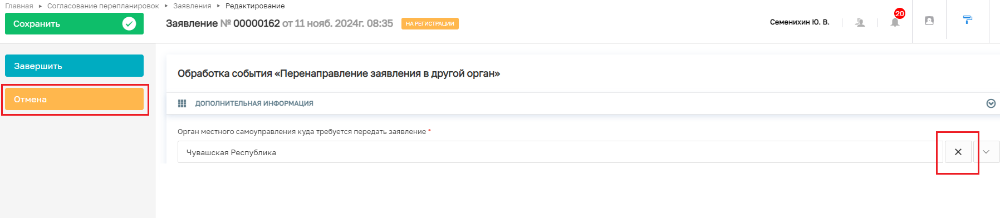 Главная ▸ Согласование перепланировок ▸ Заявления ▸ Редактирование
Сохранить
Заявление № 00000162 от 11 нояб. 2024г. 08:35 НА РЕГИСТРАЦИИ
Семенихин Ю. В.
20
Завершить
Отмена
Обработка события «Перенаправление заявления в другой орган»
ДОПОЛНИТЕЛЬНАЯ ИНФОРМАЦИЯ
Орган местного самоуправления куда требуется передать заявление *
Чувашская Республика